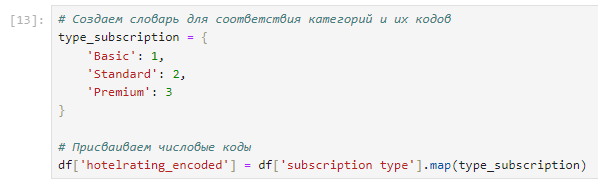 [13]: # Создаем словарь для соответствия категорий и их кодов
type_subscription = {
    'Basic': 1,
    'Standard': 2,
    'Premium': 3
}

# Присваиваем числовые коды
df['hotelrating_encoded'] = df['subscription type'].map(type_subscription)